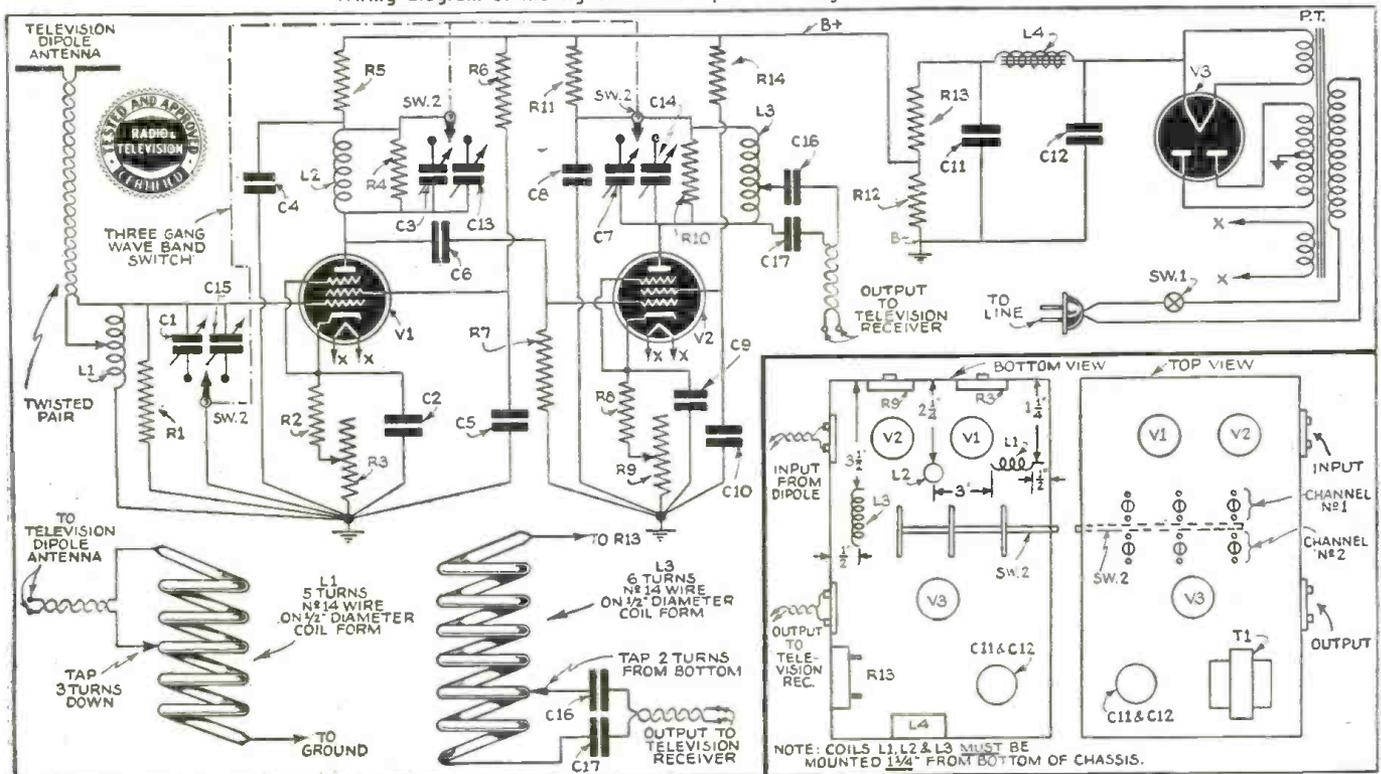 TELEVISION
DIPOLE
ANTENNA
TESTED AND APPROVED
RADIO &
TELEVISION
CERTIFIED
THREE GANG
WAVE BAND
SWITCH
TWISTED
PAIR
L1
C1
C15
R1
SW.2
C4
R5
L2
R4
SW.2
C3
C13
R6
C6
V1
X
X
R2
R3
C2
C5
R7
R11
SW.2
C14
C8
C7
R10
L3
R14
C16
C17
V2
X
X
R8
R9
C9
C10
OUTPUT
TO
TELEVISION
RECEIVER
B+
R13
R12
B-
C11
L4
C12
V3
P.T.
X
X
SW.1
TO
LINE
TO
TELEVISION
DIPOLE
ANTENNA
TAP
3 TURNS
DOWN
L1
5 TURNS
Nº 14 WIRE
ON 1/2" DIAMETER
COIL FORM
TO
GROUND
TO R13
L3
6 TURNS
Nº 14 WIRE
ON 1/2" DIAMETER
COIL FORM
TAP 2 TURNS
FROM BOTTOM
C16
C17
OUTPUT TO
TELEVISION
RECEIVER
BOTTOM VIEW
R9
R3
2 1/4"
V2
V1
L1
L2
3 1/2"
3"
1/2"
L3
1/2"
SW.2
V3
INPUT
FROM
DIPOLE
OUTPUT
TO
TELE-
VISION
REC.
R13
C11&C12
L4
TOP VIEW
V1
V2
INPUT
CHANNEL
Nº1
CHANNEL
Nº2
SW.2
V3
OUTPUT
T1
C11&C12
NOTE: COILS L1, L2 & L3 MUST BE
MOUNTED 1 1/4" FROM BOTTOM OF CHASSIS.